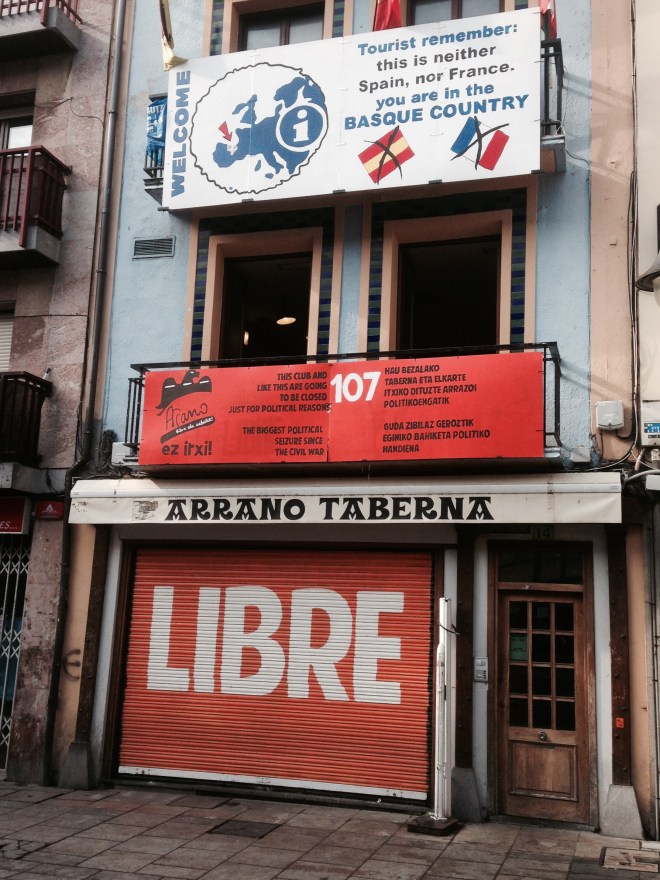 WELCOME
i
Tourist remember:
this is neither
Spain, nor France.
you are in the
BASQUE COUNTRY
Arano
ez itxi!
THIS CLUB AND
LIKE THIS ARE GOING
TO BE CLOSED
JUST FOR POLITICAL REASONS
THE BIGGEST POLITICAL
SEIZURE SINCE
THE CIVIL WAR
107
HAU BEZALAKO
TABERNA ETA ELKARTE
ITXIKO DITUZTE ARRAZOI
POLITIKOENGATIK
GUDA ZIBILAZ GEROZTIK
EGINIKO BAHIKETA POLITIKO
HANDIENA
ARRANO TABERNA
14
LIBRE